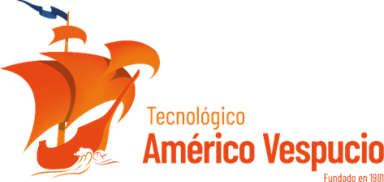 Tecnológico
Américo Vespucio
Fundado en 1981